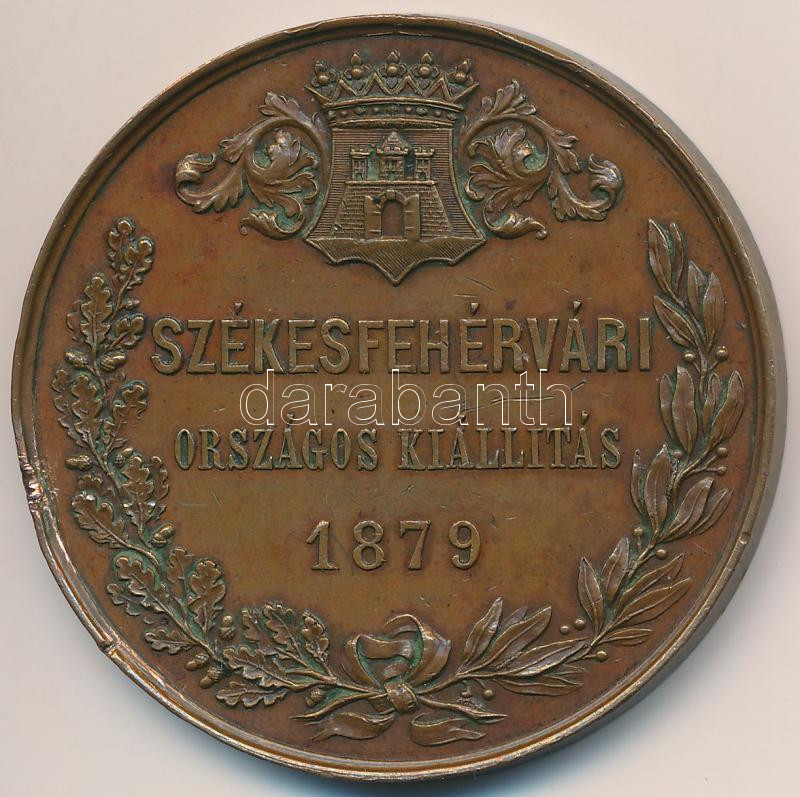 SZÉKESFEHÉRVÁRI
darabanth
ORSZÁGOS KIÁLLITÁS
1879